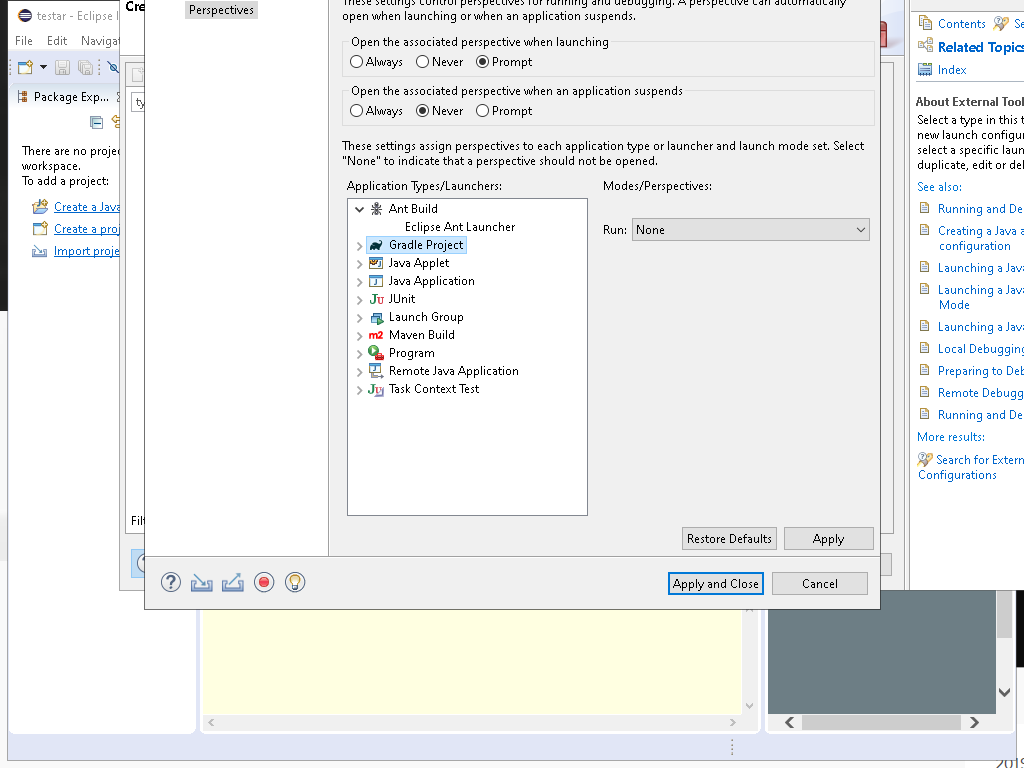 testar - Eclipse I
File Edit Navigat
Package Exp...
There are no proje
workspace.
To add a project:
Create a Java
Create a proj
Import proje
Cre
ty
Filt
Perspectives
These settings control perspectives for running and debugging. A perspective can automatically
open when launching or when an application suspends.
Open the associated perspective when launching
Always Never Prompt
Open the associated perspective when an application suspends
Always Never Prompt
These settings assign perspectives to each application type or launcher and launch mode set. Select
"None" to indicate that a perspective should not be opened.
Application Types/Launchers:
Modes/Perspectives:
Ant Build
Eclipse Ant Launcher
Gradle Project
Java Applet
Java Application
JUnit
Launch Group
Maven Build
Program
Remote Java Application
Task Context Test
Run: None
Restore Defaults
Apply
Apply and Close
Cancel
Contents Se
Related Topics
Index
About External Tool
Select a type in this t
new launch configur
select a specific laun
duplicate, edit or del
See also:
Running and De
Creating a Java a
configuration
Launching a Java
Launching a Java
Mode
Launching a Java
Local Debugging
Preparing to Deb
Remote Debugg
Running and De
More results:
Search for Extern
Configurations
2019